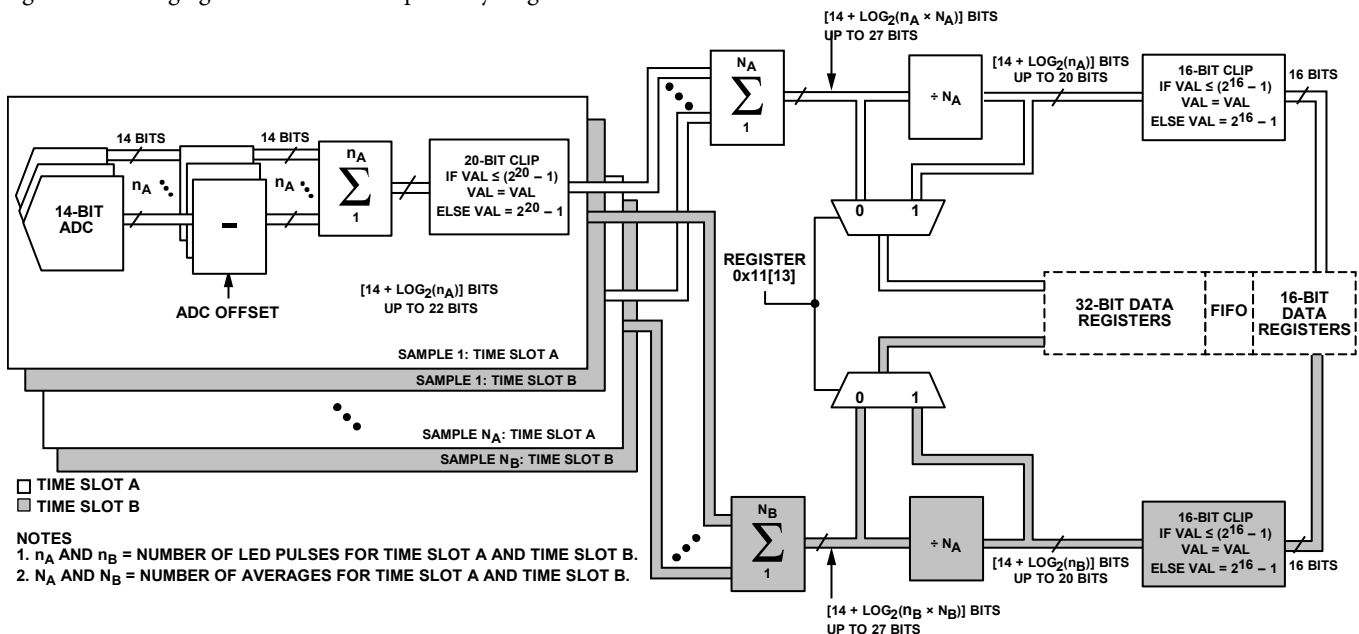 [14 + LOG2(nA × NA)] BITS
UP TO 27 BITS
[14 + LOG2(nA)] BITS
UP TO 20 BITS
16-BIT CLIP
IF VAL ≤ (2^16 – 1)
VAL = VAL
ELSE VAL = 2^16 – 1
16 BITS
NA
Σ
1
÷ NA
14 BITS
14 BITS
nA
nA
14-BIT
ADC
–
ADC OFFSET
nA
Σ
1
20-BIT CLIP
IF VAL ≤ (2^20 – 1)
VAL = VAL
ELSE VAL = 2^20 – 1
[14 + LOG2(nA)] BITS
UP TO 22 BITS
SAMPLE 1: TIME SLOT A
SAMPLE 1: TIME SLOT B
SAMPLE NA: TIME SLOT A
SAMPLE NB: TIME SLOT B
0 1
REGISTER
0x11[13]
32-BIT DATA
REGISTERS
FIFO
16-BIT
DATA
REGISTERS
0 1
TIME SLOT A
TIME SLOT B
NOTES
1. nA AND nB = NUMBER OF LED PULSES FOR TIME SLOT A AND TIME SLOT B.
2. NA AND NB = NUMBER OF AVERAGES FOR TIME SLOT A AND TIME SLOT B.
NB
Σ
1
÷ NA
[14 + LOG2(nB)] BITS
UP TO 20 BITS
16-BIT CLIP
IF VAL ≤ (2^16 – 1)
VAL = VAL
ELSE VAL = 2^16 – 1
16 BITS
[14 + LOG2(nB × NB)] BITS
UP TO 27 BITS